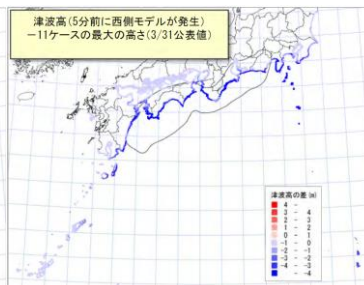 津波高(5分前に西側モデルが発生)
－11ケースの最大の高さ(3/31公表値)
津波高の差(m)
4 -
3 - 4
2 - 3
1 - 2
0 - 1
-1 - 0
-2 - -1
-3 - -2
-4 - -3
- -4